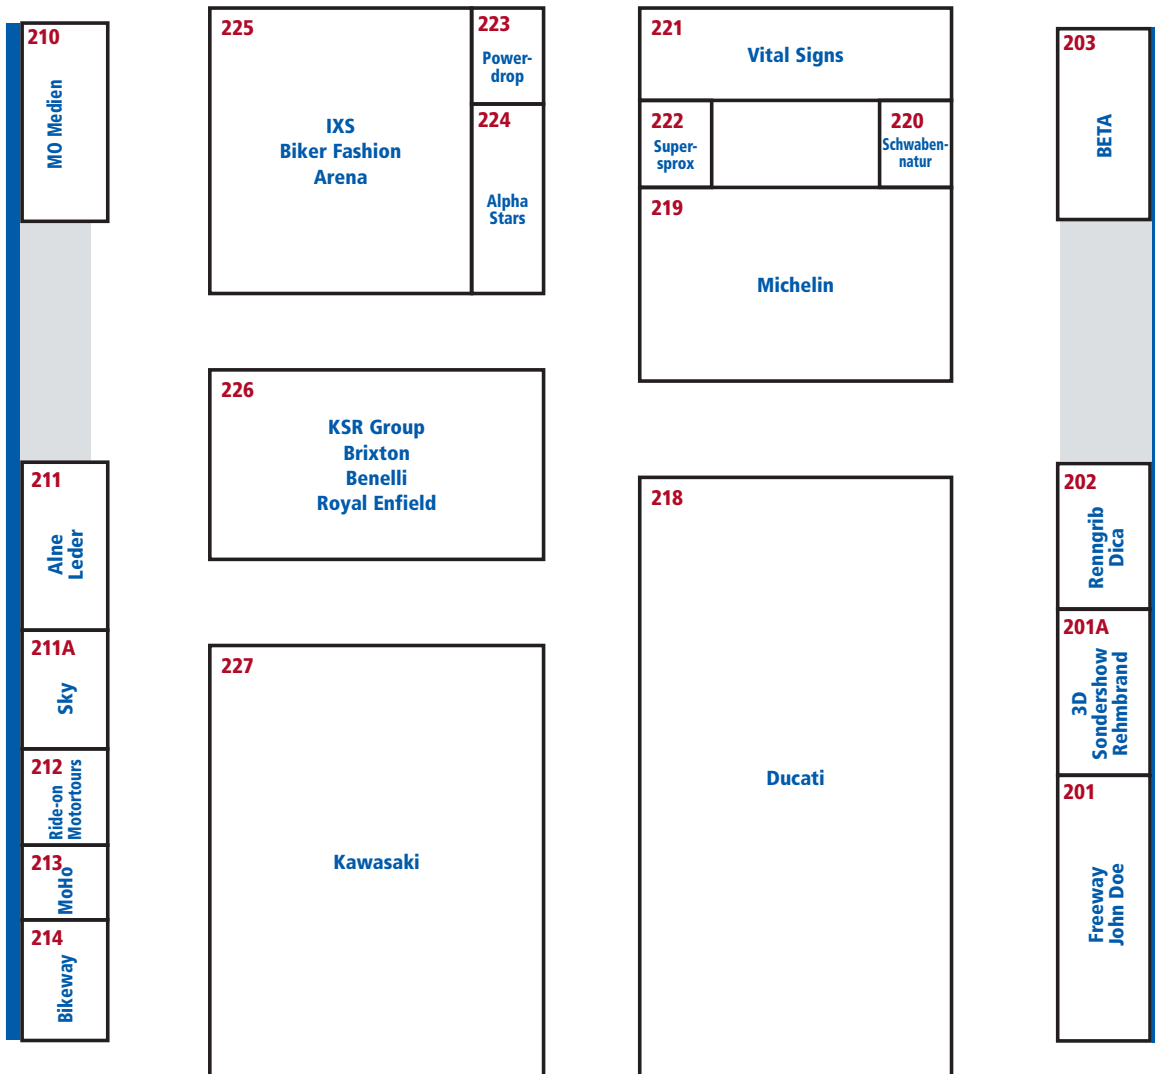 210
MO Medien
225
IXS
Biker Fashion
Arena
223
Power-
drop
224
Alpha
Stars
221
Vital Signs
222
Super-
sprox
220
Schwaben-
natur
219
Michelin
203
BETA
226
KSR Group
Brixton
Benelli
Royal Enfield
211
Alne
Leder
211A
Sky
212
Ride-on
Motortours
213
MoHo
214
Bikeway
227
Kawasaki
218
Ducati
202
Renngrib
Dica
201A
3D
Sondershow
Rehmbrand
201
Freeway
John Doe